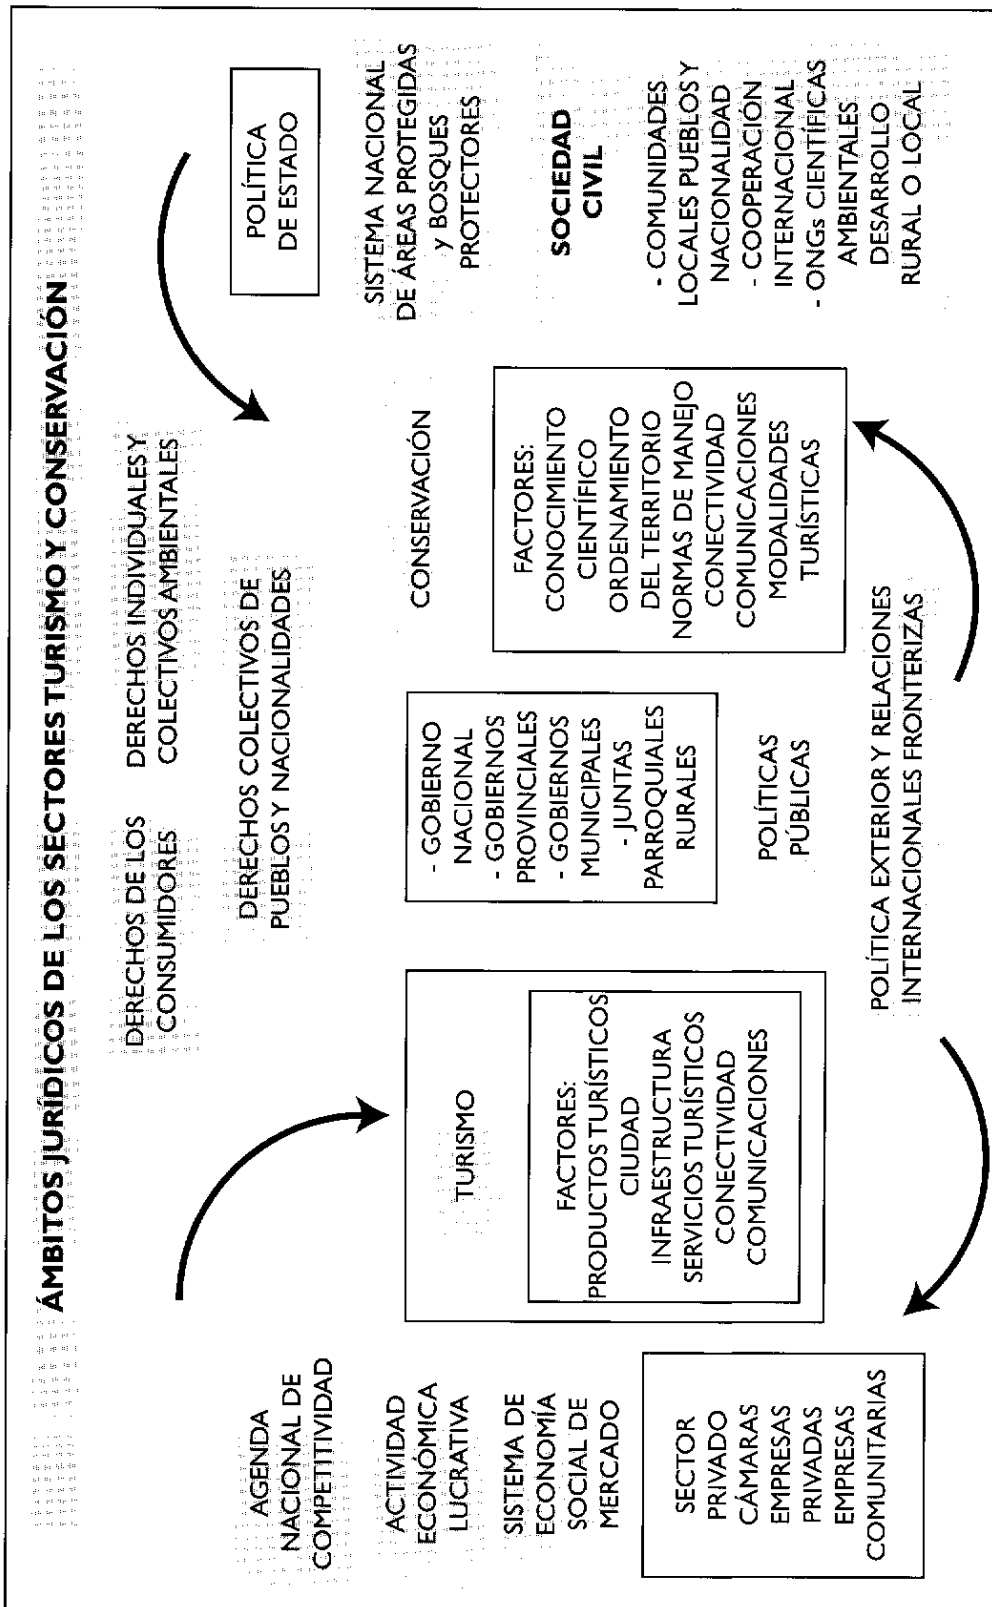 ÁMBITOS JURÍDICOS DE LOS SECTORES TURISMO Y CONSERVACIÓN
DERECHOS DE LOS
CONSUMIDORES
DERECHOS INDIVIDUALES Y
COLECTIVOS AMBIENTALES
DERECHOS COLECTIVOS DE
PUEBLOS Y NACIONALIDADES
AGENDA
NACIONAL DE
COMPETITIVIDAD
ACTIVIDAD
ECONÓMICA
LUCRATIVA
SISTEMA DE
ECONOMÍA
SOCIAL DE
MERCADO
SECTOR
PRIVADO
CÁMARAS
EMPRESAS
PRIVADAS
EMPRESAS
COMUNITARIAS
TURISMO
FACTORES:
PRODUCTOS TURÍSTICOS
CIUDAD
INFRAESTRUCTURA
SERVICIOS TURÍSTICOS
CONECTIVIDAD
COMUNICACIONES
- GOBIERNO
NACIONAL
- GOBIERNOS
PROVINCIALES
- GOBIERNOS
MUNICIPALES
- JUNTAS
PARROQUIALES
RURALES
POLÍTICAS
PÚBLICAS
CONSERVACIÓN
FACTORES:
CONOCIMIENTO
CIENTÍFICO
ORDENAMIENTO
DEL TERRITORIO
NORMAS DE MANEJO
CONECTIVIDAD
COMUNICACIONES
MODALIDADES
TURÍSTICAS
POLÍTICA
DE ESTADO
SISTEMA NACIONAL
DE ÁREAS PROTEGIDAS
y BOSQUES
PROTECTORES
SOCIEDAD
CIVIL
- COMUNIDADES
LOCALES PUEBLOS Y
NACIONALIDAD
- COOPERACIÓN
INTERNACIONAL
- ONGs CIENTÍFICAS
AMBIENTALES
DESARROLLO
RURAL O LOCAL
POLÍTICA EXTERIOR Y RELACIONES
INTERNACIONALES FRONTERIZAS